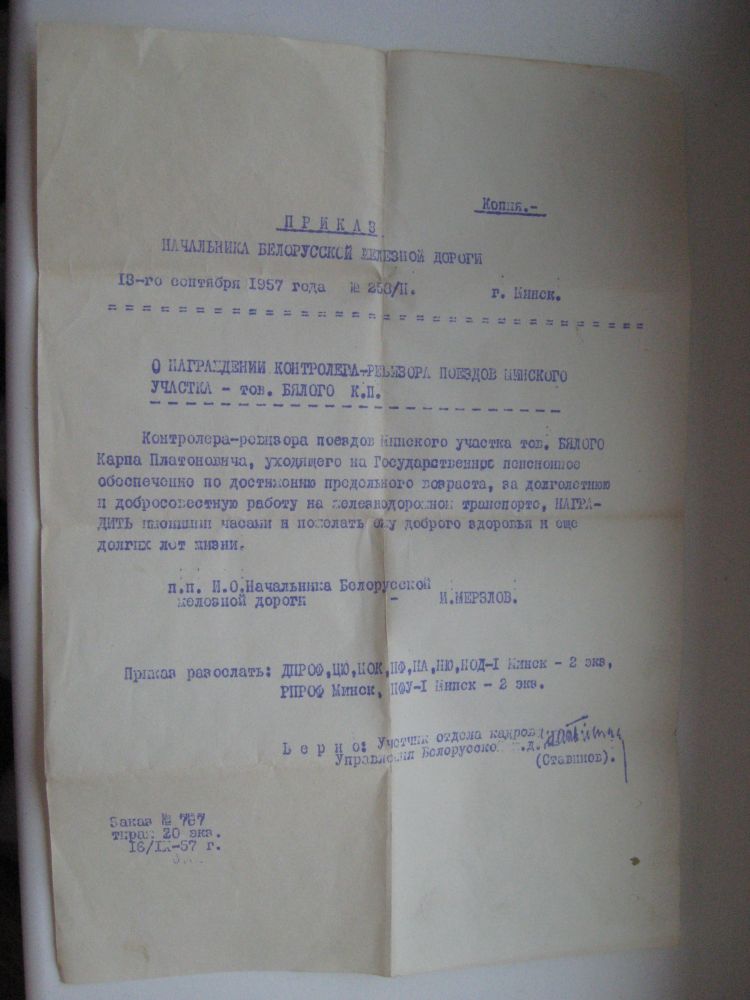 Копия.-
ПРИКАЗ
НАЧАЛЬНИКА БЕЛОРУССКОЙ ЖЕЛЕЗНОЙ ДОРОГИ
13-го сентября 1957 года № 253/Н. г. Минск.
О НАГРАЖДЕНИИ КОНТРОЛЕРА-РЕВИЗОРА ПОЕЗДОВ МИНСКОГО
УЧАСТКА - тов. БЯЛОГО К.П.
Контролера-ревизора поездов Минского участка тов. БЯЛОГО
Карпа Платоновича, уходящего на Государственное пенсионное
обеспечение по достижению предельного возраста, за долголетнюю
и добросовестную работу на железнодорожном транспорте, НАГРА-
ДИТЬ именными часами и пожелать ему доброго здоровья и еще
долгих лет жизни.
п.п. И.О.Начальника Белорусской
железной дороги - И.МЕРЗЛОВ.
Приказ разослать: ДПРОФ,ЦЮ,НОК,НФ,НА,НЮ,НОД-I Минск - 2 экз,
РПРОФ Минск, ПФУ-I Минск - 2 экз.
Верно: Учетчик отдела кадров
Управления Белорусской ж.д.
(Ставинов).
Заказ № 767
тираж 20 экз.
16/IX-57 г.